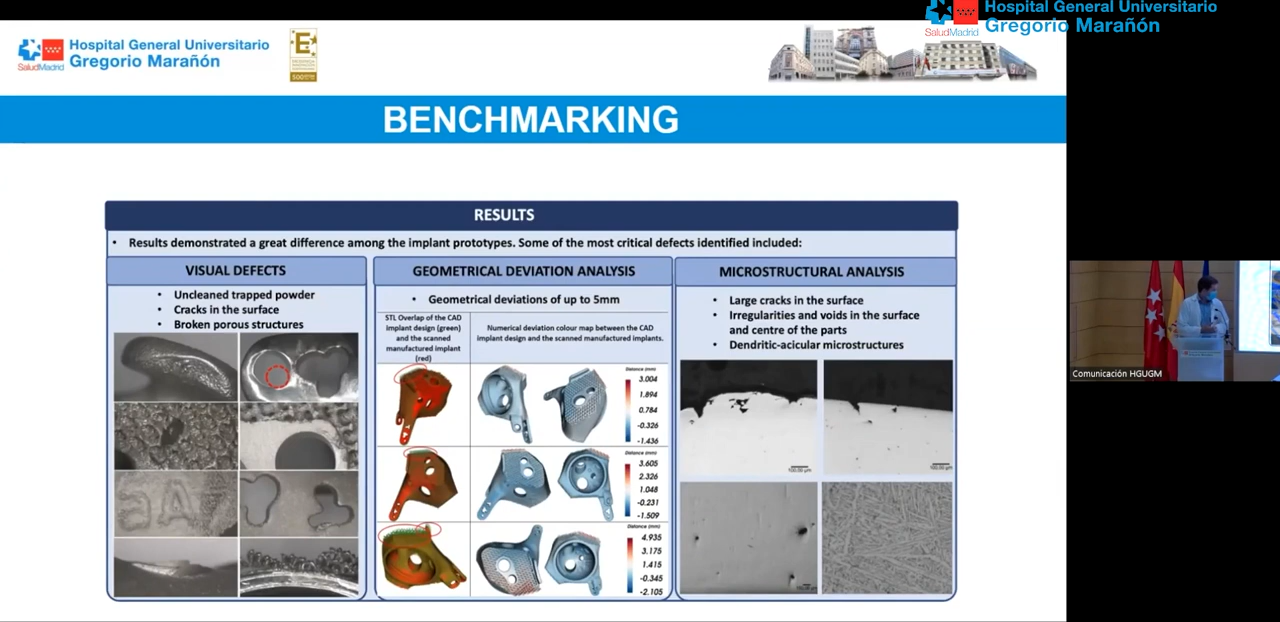 Hospital General Universitario
Gregorio Marañón
SaludMadrid
Hospital General Universitario
Gregorio Marañón
SaludMadrid
E
500
BENCHMARKING
RESULTS
• Results demonstrated a great difference among the implant prototypes. Some of the most critical defects identified included:
VISUAL DEFECTS
• Uncleaned trapped powder
• Cracks in the surface
• Broken porous structures
GEOMETRICAL DEVIATION ANALYSIS
• Geometrical deviations of up to 5mm
STL Overlap of the CAD
implant design (green)
and the scanned
manufactured implant
(red)
Numerical deviation colour map between the CAD
implant design and the scanned manufactured implants.
Distance (mm)
3.004
1.894
0.784
-0.326
-1.436
Distance (mm)
3.605
2.326
1.048
-0.231
-1.509
Distance (mm)
4.935
3.175
1.415
-0.345
-2.105
MICROSTRUCTURAL ANALYSIS
• Large cracks in the surface
• Irregularities and voids in the surface
and centre of the parts
• Dendritic-acicular microstructures
100,00 µm
100,00 µm
Comunicación HGUGM